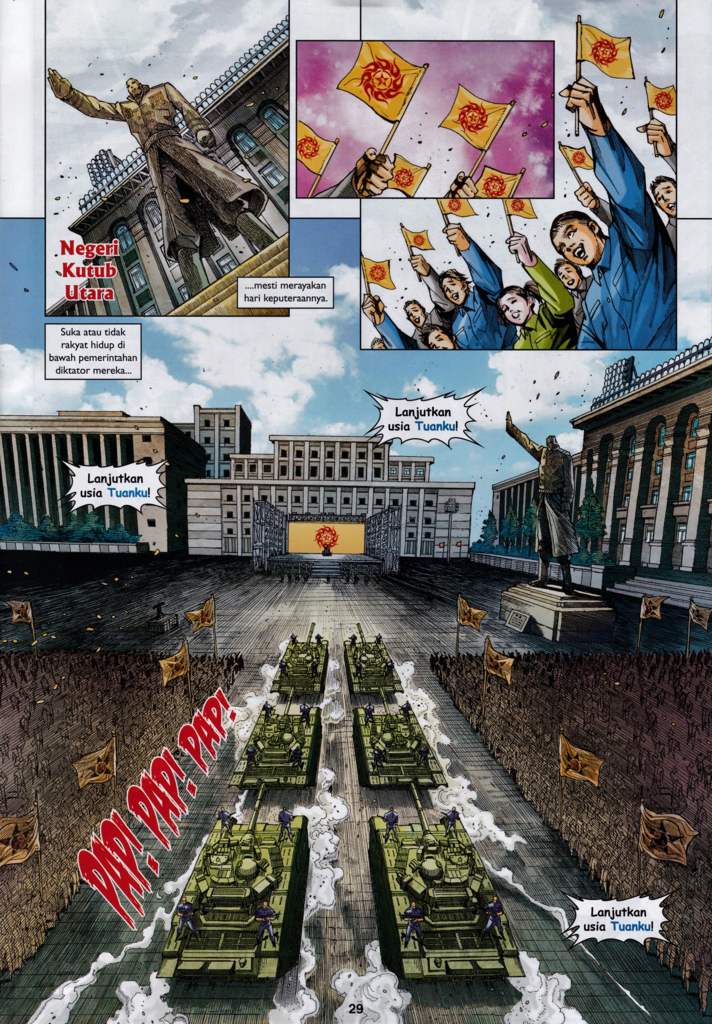 Negeri
Kutub
Utara
....mesti merayakan
hari keputeraannya.
Suka atau tidak
rakyat hidup di
bawah pemerintahan
diktator mereka...
Lanjutkan
usia Tuanku!
Lanjutkan
usia Tuanku!
PAP! PAP! PAP!
Lanjutkan
usia Tuanku!
29